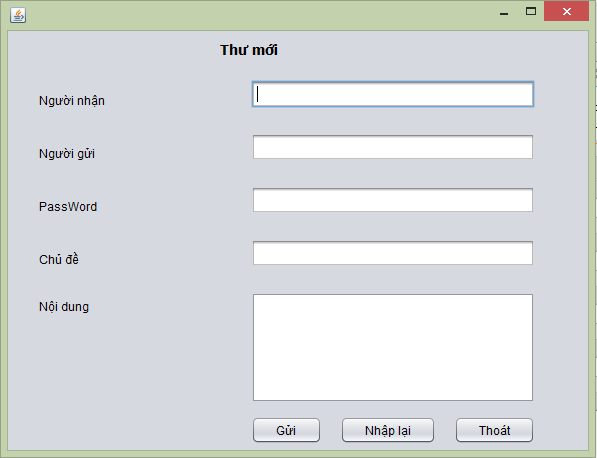 Thư mới
Người nhận
Người gửi
PassWord
Chủ đề
Nội dung
Gửi Nhập lại Thoát